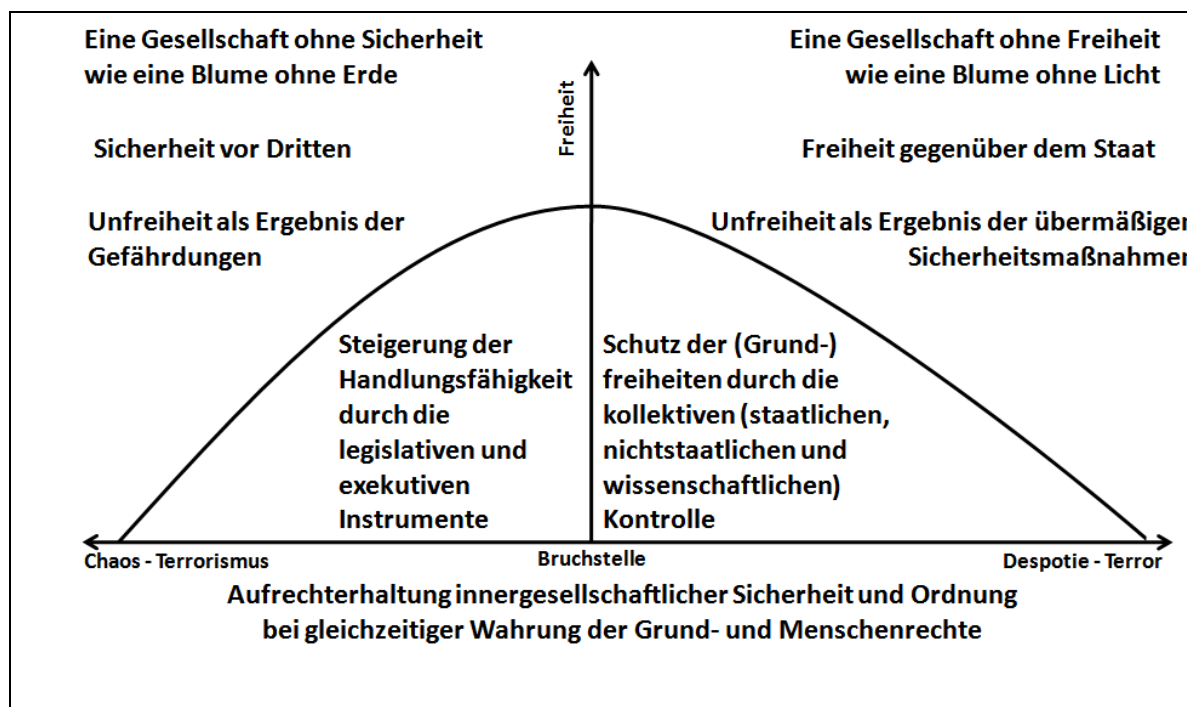 Eine Gesellschaft ohne Sicherheit
wie eine Blume ohne Erde
Eine Gesellschaft ohne Freiheit
wie eine Blume ohne Licht
Freiheit
Sicherheit vor Dritten
Freiheit gegenüber dem Staat
Unfreiheit als Ergebnis der
Gefährdungen
Unfreiheit als Ergebnis der übermäßigen
Sicherheitsmaßnahmen
Steigerung der
Handlungsfähigkeit
durch die
legislativen und
exekutiven
Instrumente
Schutz der (Grund-)
freiheiten durch die
kollektiven (staatlichen,
nichtstaatlichen und
wissenschaftlichen)
Kontrolle
Chaos - Terrorismus
Bruchstelle
Despotie - Terror
Aufrechterhaltung innergesellschaftlicher Sicherheit und Ordnung
bei gleichzeitiger Wahrung der Grund- und Menschenrechte